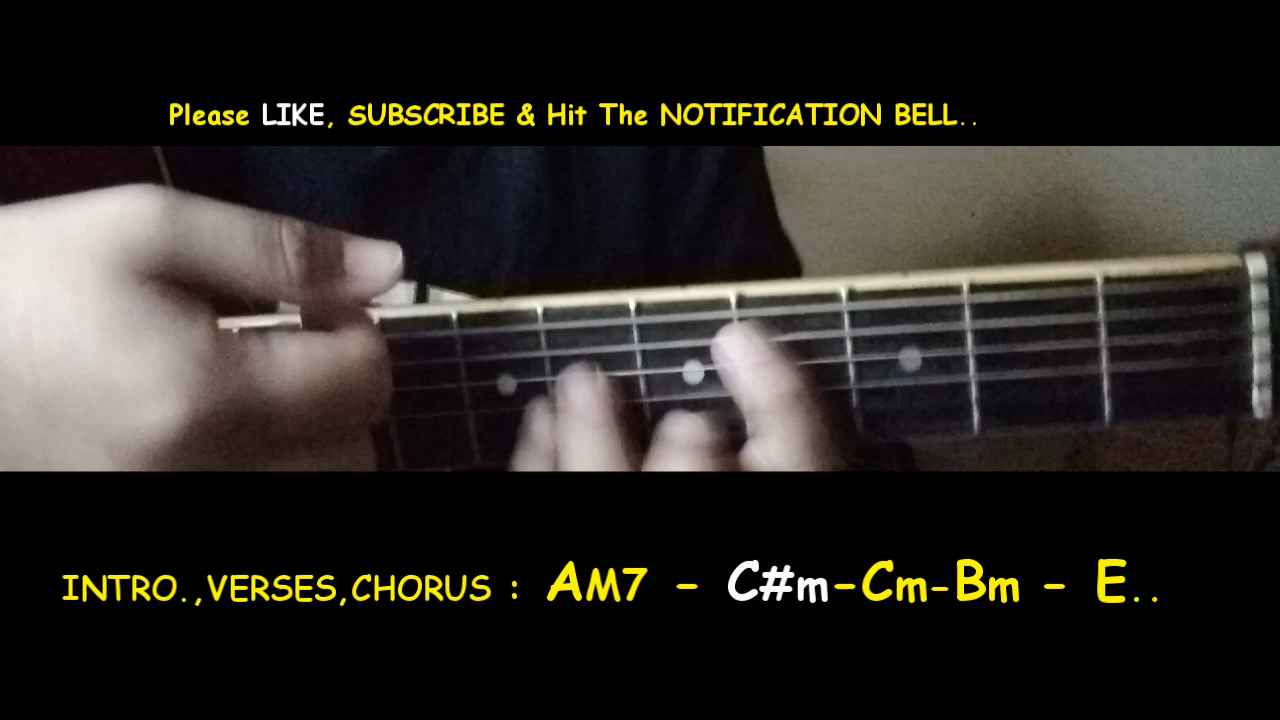 Please LIKE, SUBSCRIBE & Hit The NOTIFICATION BELL..
INTRO.,VERSES,CHORUS : AM7 - C#m-Cm-Bm - E..